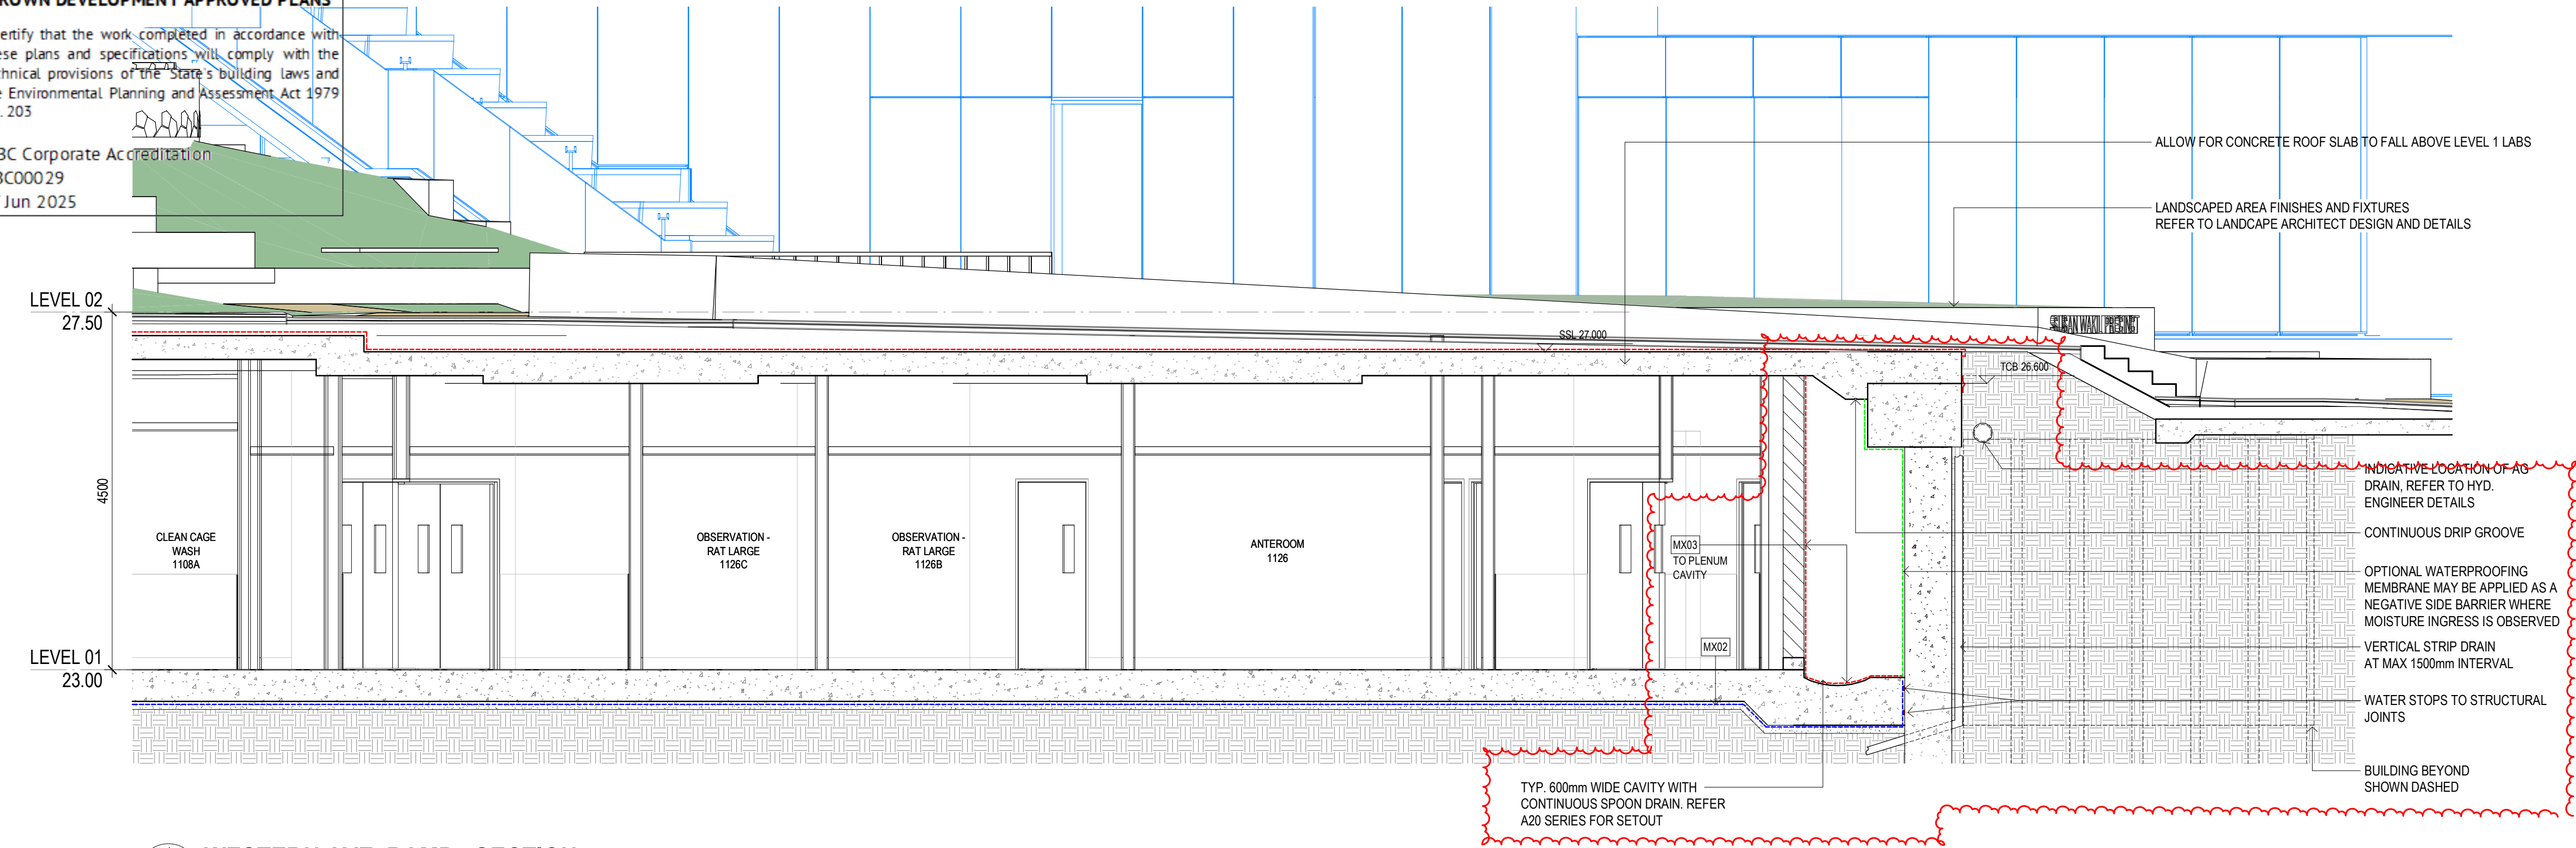 DEVELOPMENT APPROVED PLANS
that the work completed in accordance with
plans and specifications will comply with the
provisions of the State's building laws and
Environmental Planning and Assessment Act 1979
203
Corporate Accreditation
Jun 2025
ALLOW FOR CONCRETE ROOF SLAB TO FALL ABOVE LEVEL 1 LABS
LANDSCAPED AREA FINISHES AND FIXTURES
REFER TO LANDCAPE ARCHITECT DESIGN AND DETAILS
LEVEL 02
27.50
SUSAN WAKIL PRECINCT
SSL 27.000
TCB 26.600
4500
INDICATIVE LOCATION OF AG
DRAIN, REFER TO HYD.
ENGINEER DETAILS
CONTINUOUS DRIP GROOVE
CLEAN CAGE
WASH
1108A
OBSERVATION -
RAT LARGE
1126C
OBSERVATION -
RAT LARGE
1126B
ANTEROOM
1126
MX03
TO PLENUM
CAVITY
OPTIONAL WATERPROOFING
MEMBRANE MAY BE APPLIED AS A
NEGATIVE SIDE BARRIER WHERE
MOISTURE INGRESS IS OBSERVED
MX02
VERTICAL STRIP DRAIN
AT MAX 1500mm INTERVAL
LEVEL 01
23.00
WATER STOPS TO STRUCTURAL
JOINTS
BUILDING BEYOND
SHOWN DASHED
TYP. 600mm WIDE CAVITY WITH
CONTINUOUS SPOON DRAIN. REFER
A20 SERIES FOR SETOUT